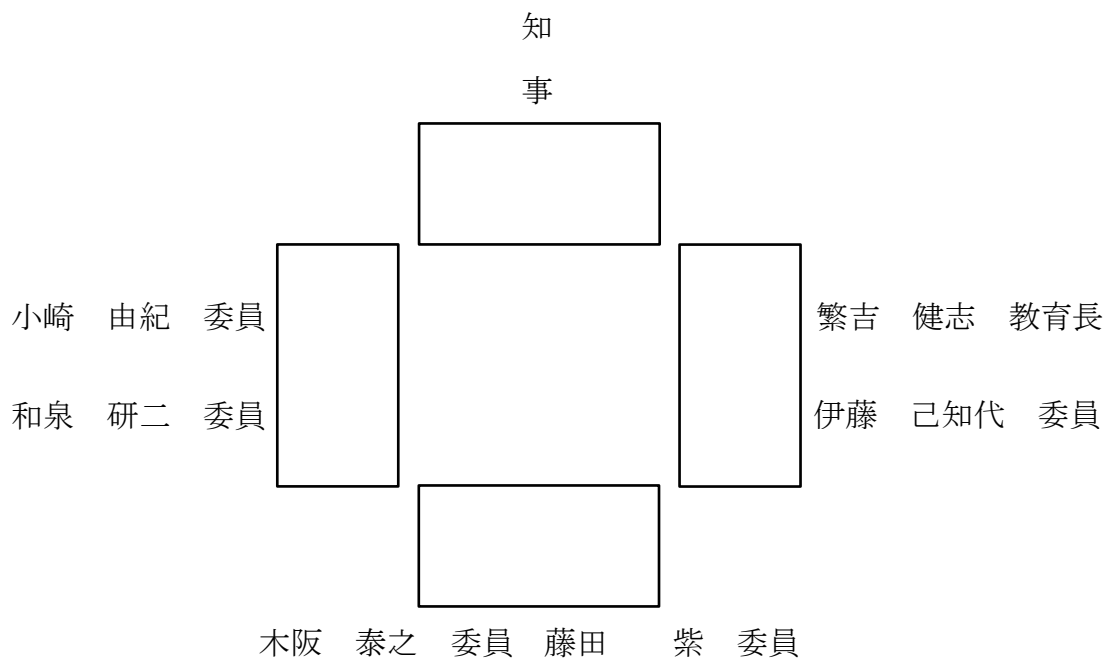 知
事
小崎　由紀　委員
繁吉　健志　教育長
和泉　研二　委員
伊藤　己知代　委員
木阪　泰之　委員　藤田　　紫　委員